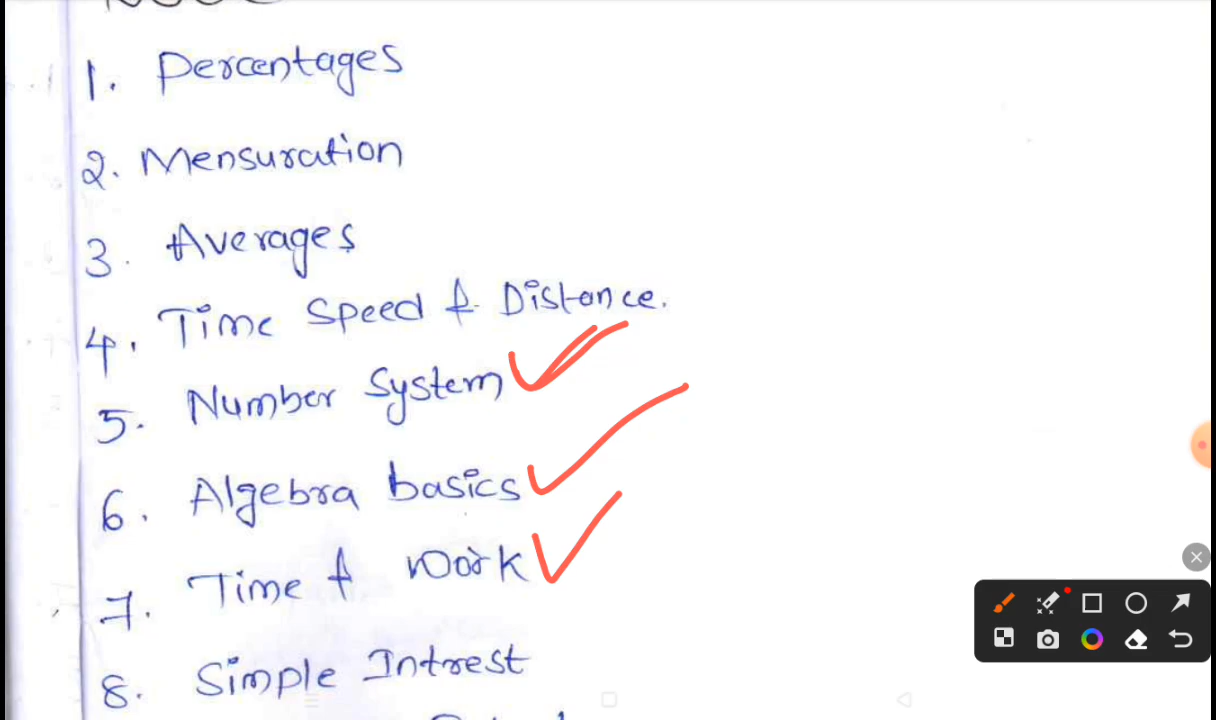 1. Percentages
2. Mensuration
3. Averages
4. Time Speed & Distance.
5. Number System
6. Algebra basics
7. Time & Work
8. Simple Intrest